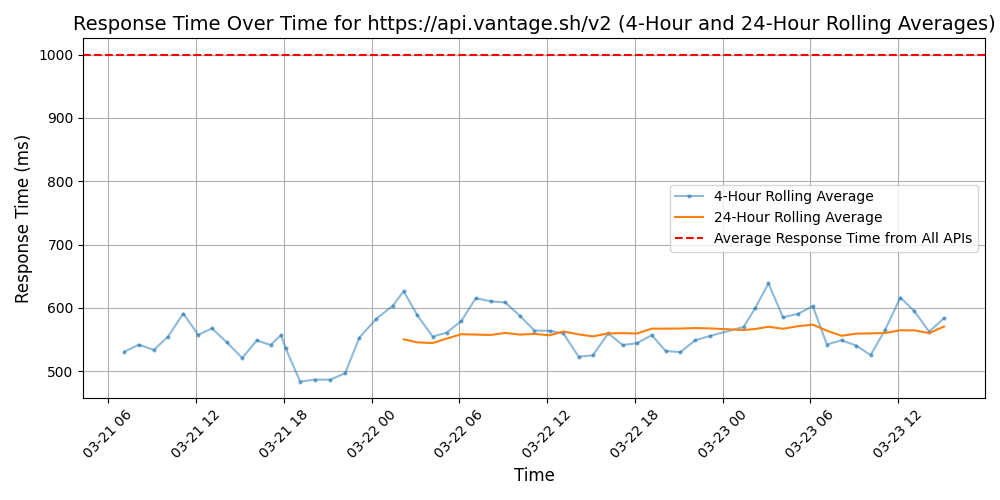 Response Time Over Time for https://api.vantage.sh/v2 (4-Hour and 24-Hour Rolling Averages)
Response Time (ms)
1000
900
800
700
600
500
4-Hour Rolling Average
24-Hour Rolling Average
Average Response Time from All APIs
03-21 06
03-21 12
03-21 18
03-22 00
03-22 06
03-22 12
03-22 18
03-23 00
03-23 06
03-23 12
Time